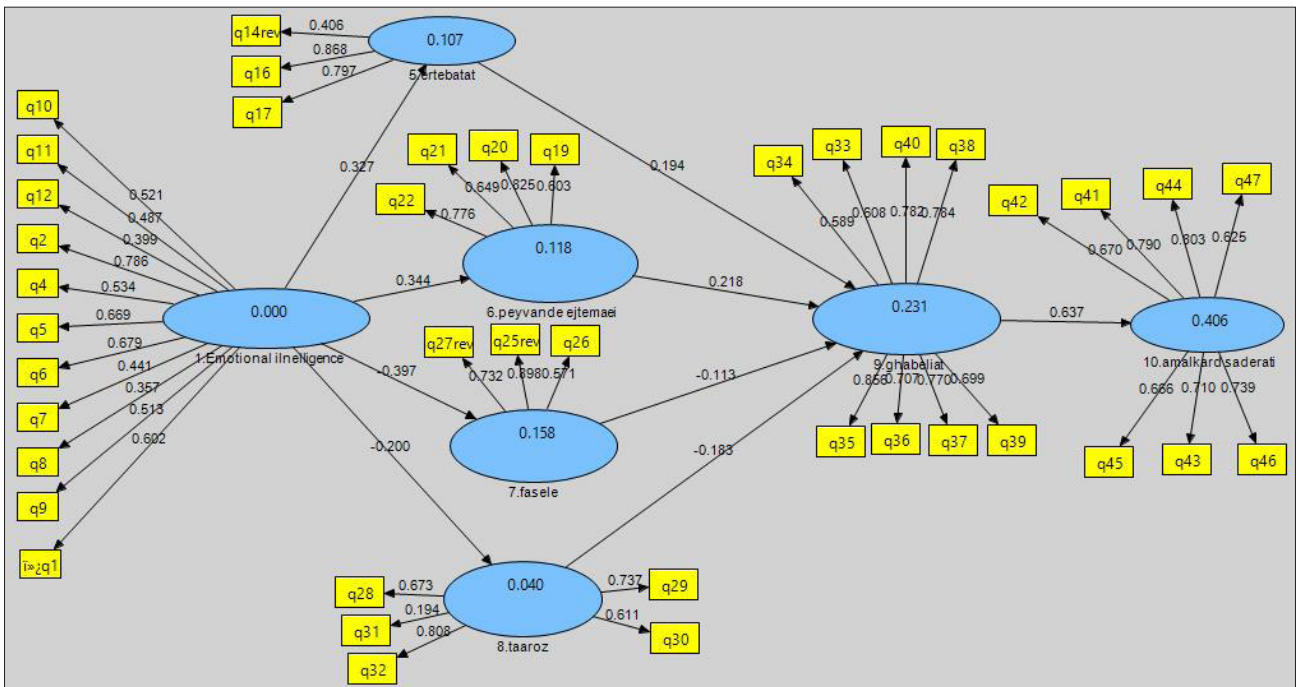 q14rev
0.406
q16
0.868
q17
0.797
0.107
5.ertebatat
q10
0.521
q11
0.487
q12
0.399
q2
0.786
q4
0.534
q5
0.669
q6
0.679
q7
0.441
q8
0.357
q9
0.513
ï»¿q1
0.602
0.000
1.Emotional iInelligence
0.327
0.344
-0.397
-0.200
q21
q20
q19
q22
0.649
0.825
0.603
0.776
0.118
6.peyvande ejtemaei
q27rev
q25rev
q26
0.732
0.898
0.571
0.158
7.fasele
q28
0.673
q31
0.194
q32
0.808
q29
0.737
q30
0.611
0.040
8.taaroz
0.194
0.218
-0.113
-0.183
q34
q33
q40
q38
0.589
0.608
0.782
0.784
0.231
9.ghabeliat
0.856
0.707
0.770
0.699
q35
q36
q37
q39
0.637
q42
q41
q44
q47
0.670
0.790
0.803
0.625
0.406
10.amalkard saderati
0.666
0.710
0.739
q45
q43
q46